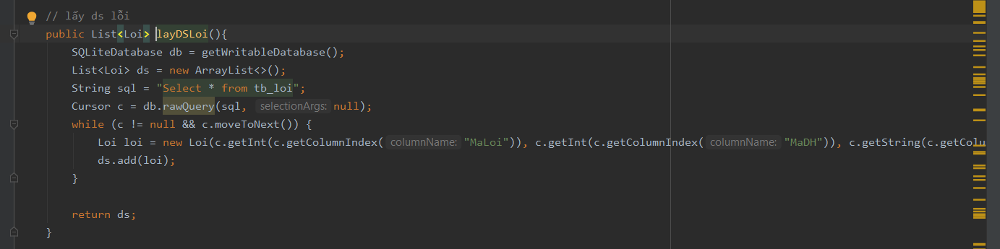 // lấy ds lỗi
public List<Loi> layDSLoi(){
SQLiteDatabase db = getWritableDatabase();
List<Loi> ds = new ArrayList<>();
String sql = "Select * from tb_loi";
Cursor c = db.rawQuery(sql, selectionArgs: null);
while (c != null && c.moveToNext()) {
Loi loi = new Loi(c.getInt(c.getColumnIndex( columnName: "MaLoi")), c.getInt(c.getColumnIndex( columnName: "MaDH")), c.getString(c.getColu
ds.add(loi);
}
return ds;
}